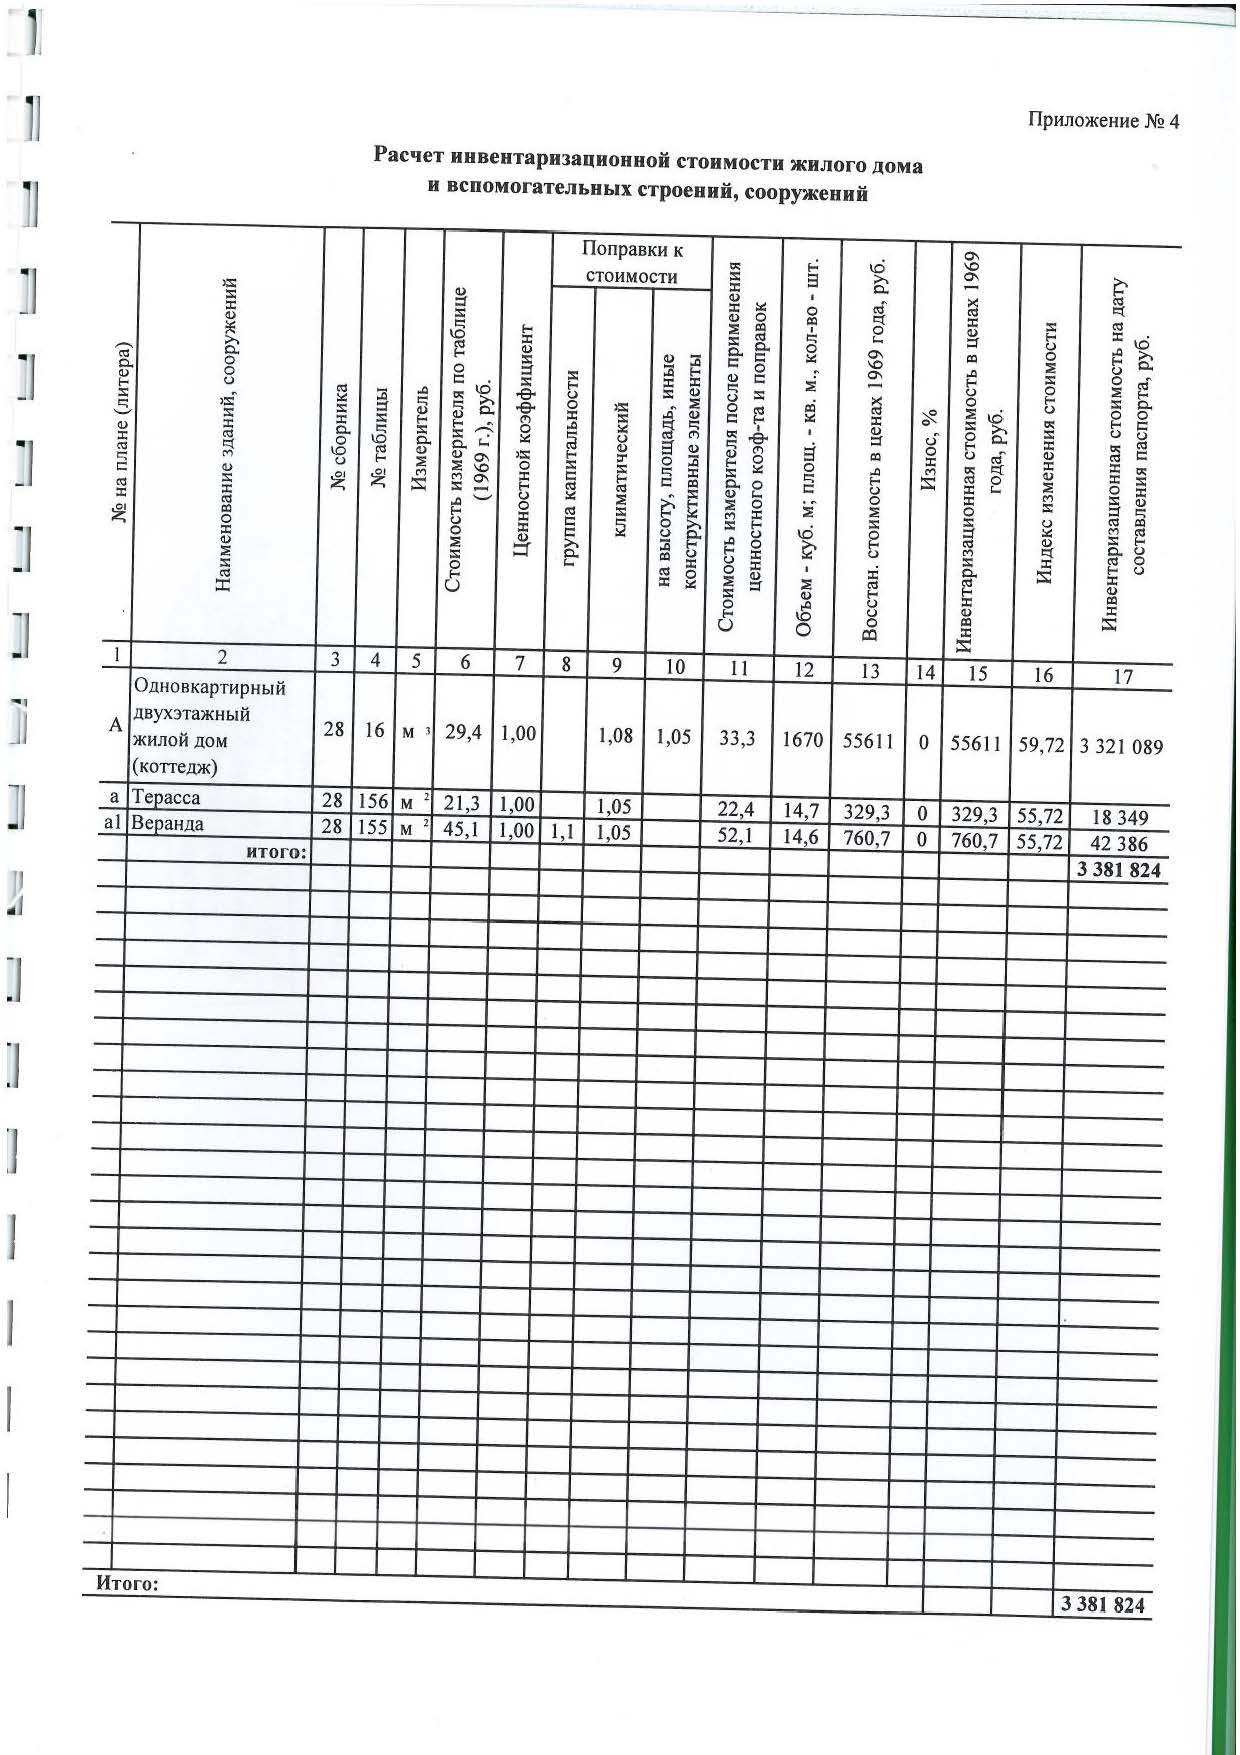 Приложение № 4
Расчет инвентаризационной стоимости жилого дома
и вспомогательных строений, сооружений
№ на плане (литера)
Наименование зданий, сооружений
№ сборника
№ таблицы
Измеритель
Стоимость измерителя по таблице
(1969 г.), руб.
Ценностной коэффициент
Поправки к
стоимости
группа капитальности
климатический
на высоту, площадь, иные
конструктивные элементы
Стоимость измерителя после применения
ценностного коэф-та и поправок
Объем - куб. м; площ. - кв. м., кол-во - шт.
Восстан. стоимость в ценах 1969 года, руб.
Износ, %
Инвентаризационная стоимость в ценах 1969
года, руб.
Индекс изменения стоимости
Инвентаризационная стоимость на дату
составления паспорта, руб.
1 2 3 4 5 6 7 8 9 10 11 12 13 14 15 16 17
Одновкартирный
двухэтажный
жилой дом
(коттедж)
А 28 16 м 3 29,4 1,00 1,08 1,05 33,3 1670 55611 0 55611 59,72 3 321 089
а Терасса 28 156 м 2 21,3 1,00 1,05 22,4 14,7 329,3 0 329,3 55,72 18 349
а1 Веранда 28 155 м 2 45,1 1,00 1,1 1,05 52,1 14,6 760,7 0 760,7 55,72 42 386
итого: 3 381 824
Итого: 3 381 824